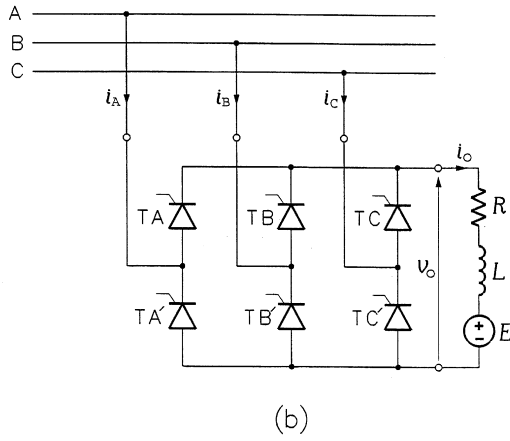 A
B
C
iA iB iC
io
TA TB TC
R
vo
L
TA′ TB′ TC′
+
−
E
(b)